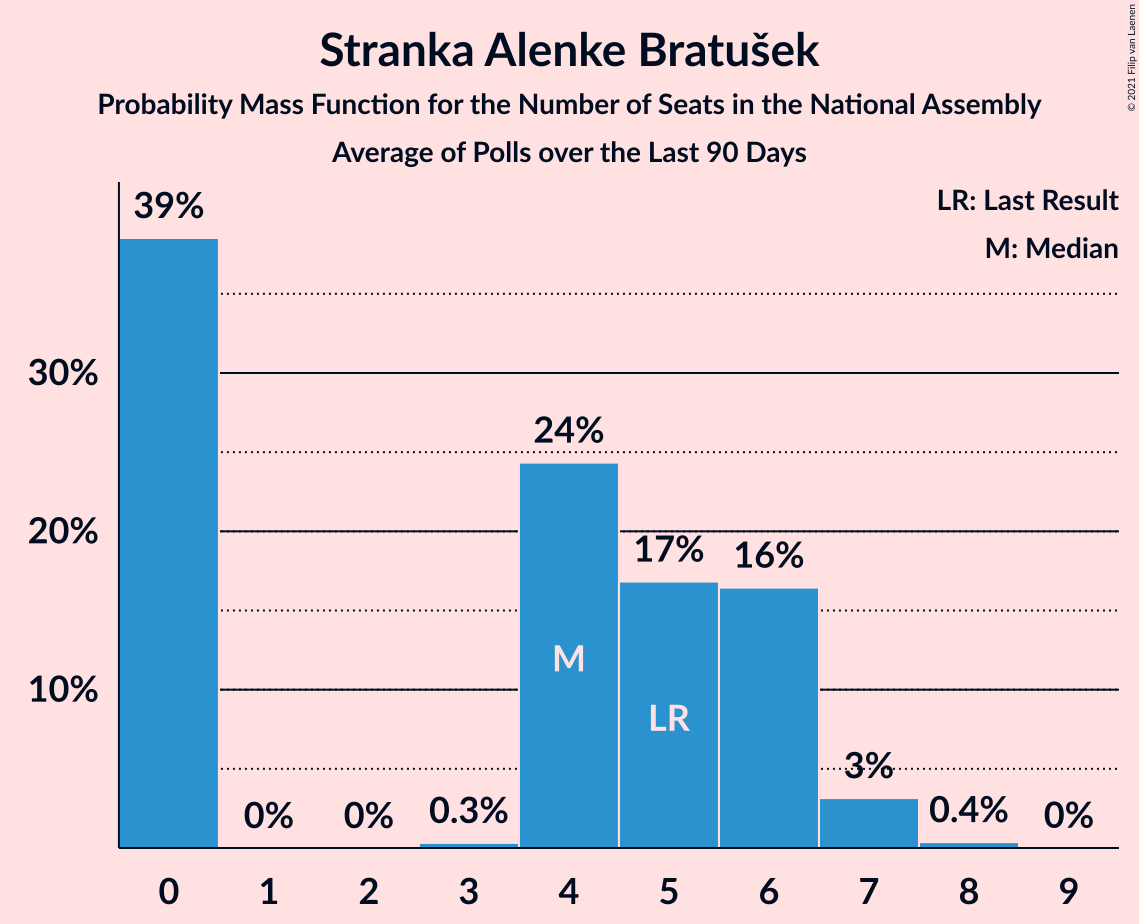 Stranka Alenke Bratušek
Probability Mass Function for the Number of Seats in the National Assembly
Average of Polls over the Last 90 Days
© 2021 Filip van Laenen
LR: Last Result
M: Median
39%
30%
24%
20%
17%
16%
M
10%
LR
3%
0%
0%
0.3%
0.4%
0%
0 1 2 3 4 5 6 7 8 9